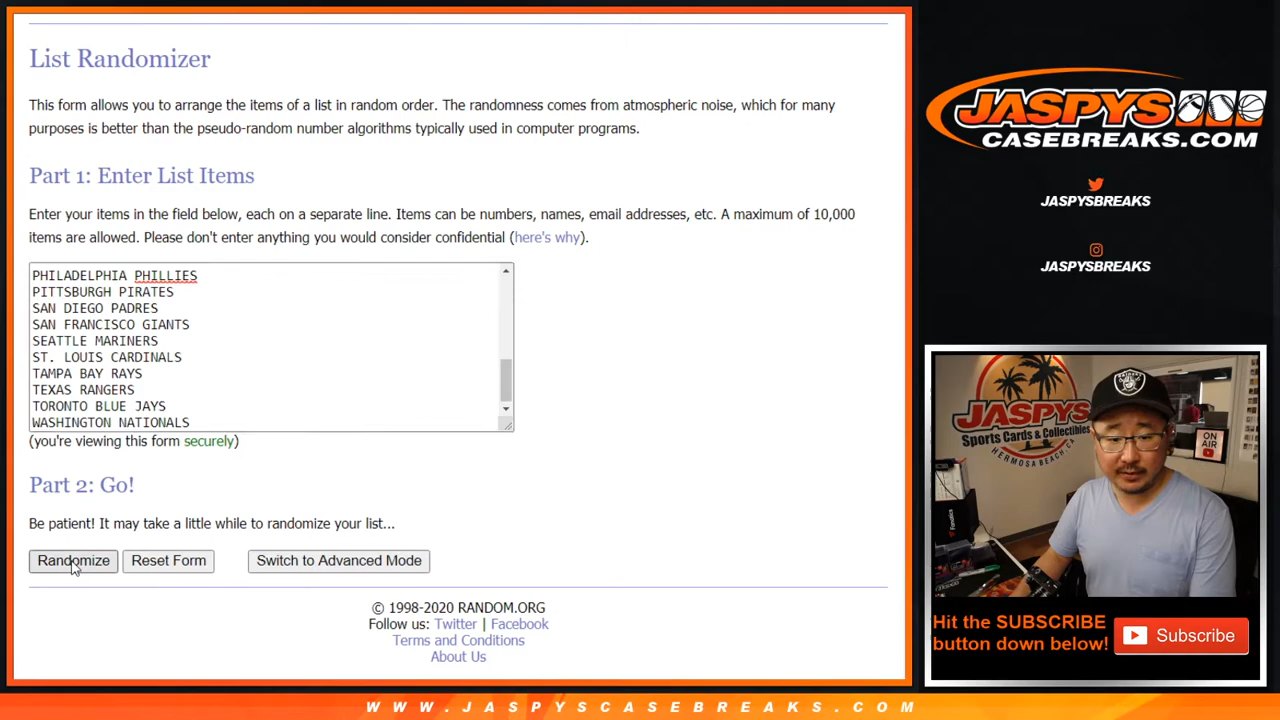 List Randomizer
This form allows you to arrange the items of a list in random order. The randomness comes from atmospheric noise, which for many
purposes is better than the pseudo-random number algorithms typically used in computer programs.
Part 1: Enter List Items
Enter your items in the field below, each on a separate line. Items can be numbers, names, email addresses, etc. A maximum of 10,000
items are allowed. Please don't enter anything you would consider confidential (here's why).
PHILADELPHIA PHILLIES
PITTSBURGH PIRATES
SAN DIEGO PADRES
SAN FRANCISCO GIANTS
SEATTLE MARINERS
ST. LOUIS CARDINALS
TAMPA BAY RAYS
TEXAS RANGERS
TORONTO BLUE JAYS
WASHINGTON NATIONALS
(you're viewing this form securely)
Part 2: Go!
Be patient! It may take a little while to randomize your list...
Randomize
Reset Form
Switch to Advanced Mode
© 1998-2020 RANDOM.ORG
Follow us: Twitter | Facebook
Terms and Conditions
About Us
JASPYS
CASEBREAKS.COM
JASPYSBREAKS
JASPYSBREAKS
JASPYS
Sports Cards & Collectibles
HERMOSA BEACH, CA
ON AIR
Fanatics
Hit the SUBSCRIBE
button down below!
Subscribe
WWW.JASPYSCASEBREAKS.COM